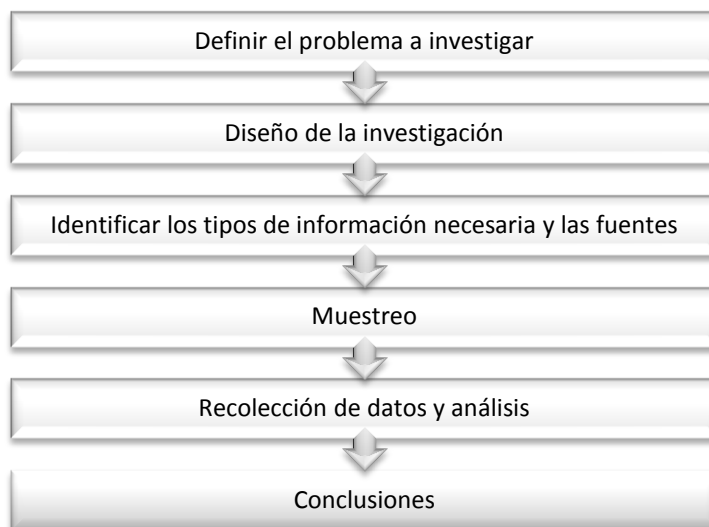 Definir el problema a investigar
Diseño de la investigación
Identificar los tipos de información necesaria y las fuentes
Muestreo
Recolección de datos y análisis
Conclusiones